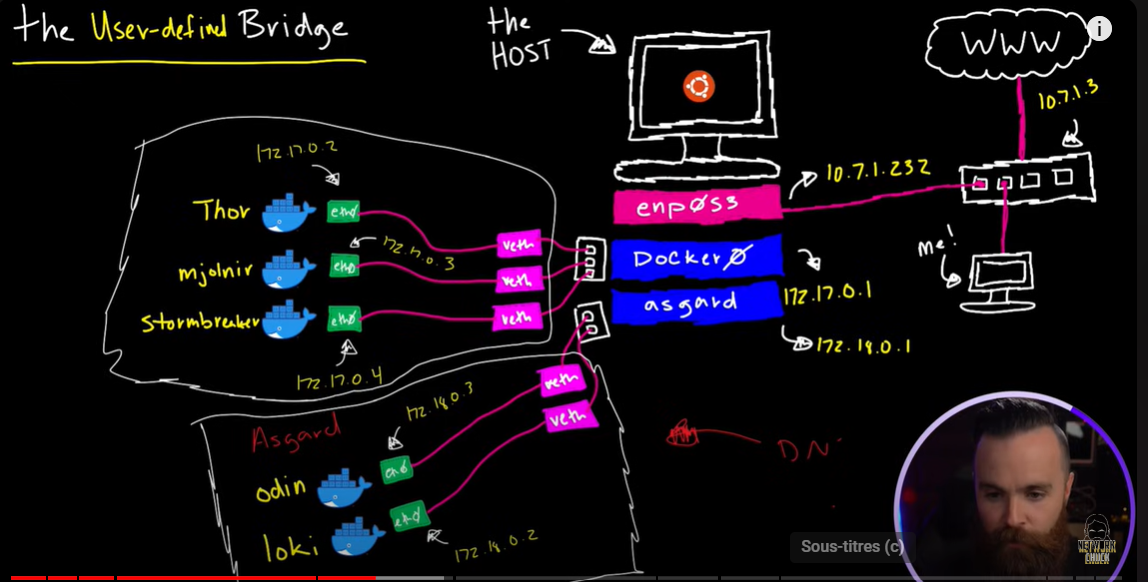 the User-defined Bridge
the HOST
WWW
i
10.7.1.3
172.17.0.2
10.7.1.232
Thor
eth0
enp0s3
veth
me!
mjolnir
eth0
172.17.0.3
veth
Docker0
172.17.0.1
stormbreaker
eth0
veth
asgard
172.18.0.1
172.17.0.4
veth
172.18.0.3
veth
Asgard
DN
odin
eth0
loki
eth0
172.18.0.2
Sous-titres (c)
NETWORK
CHUCK